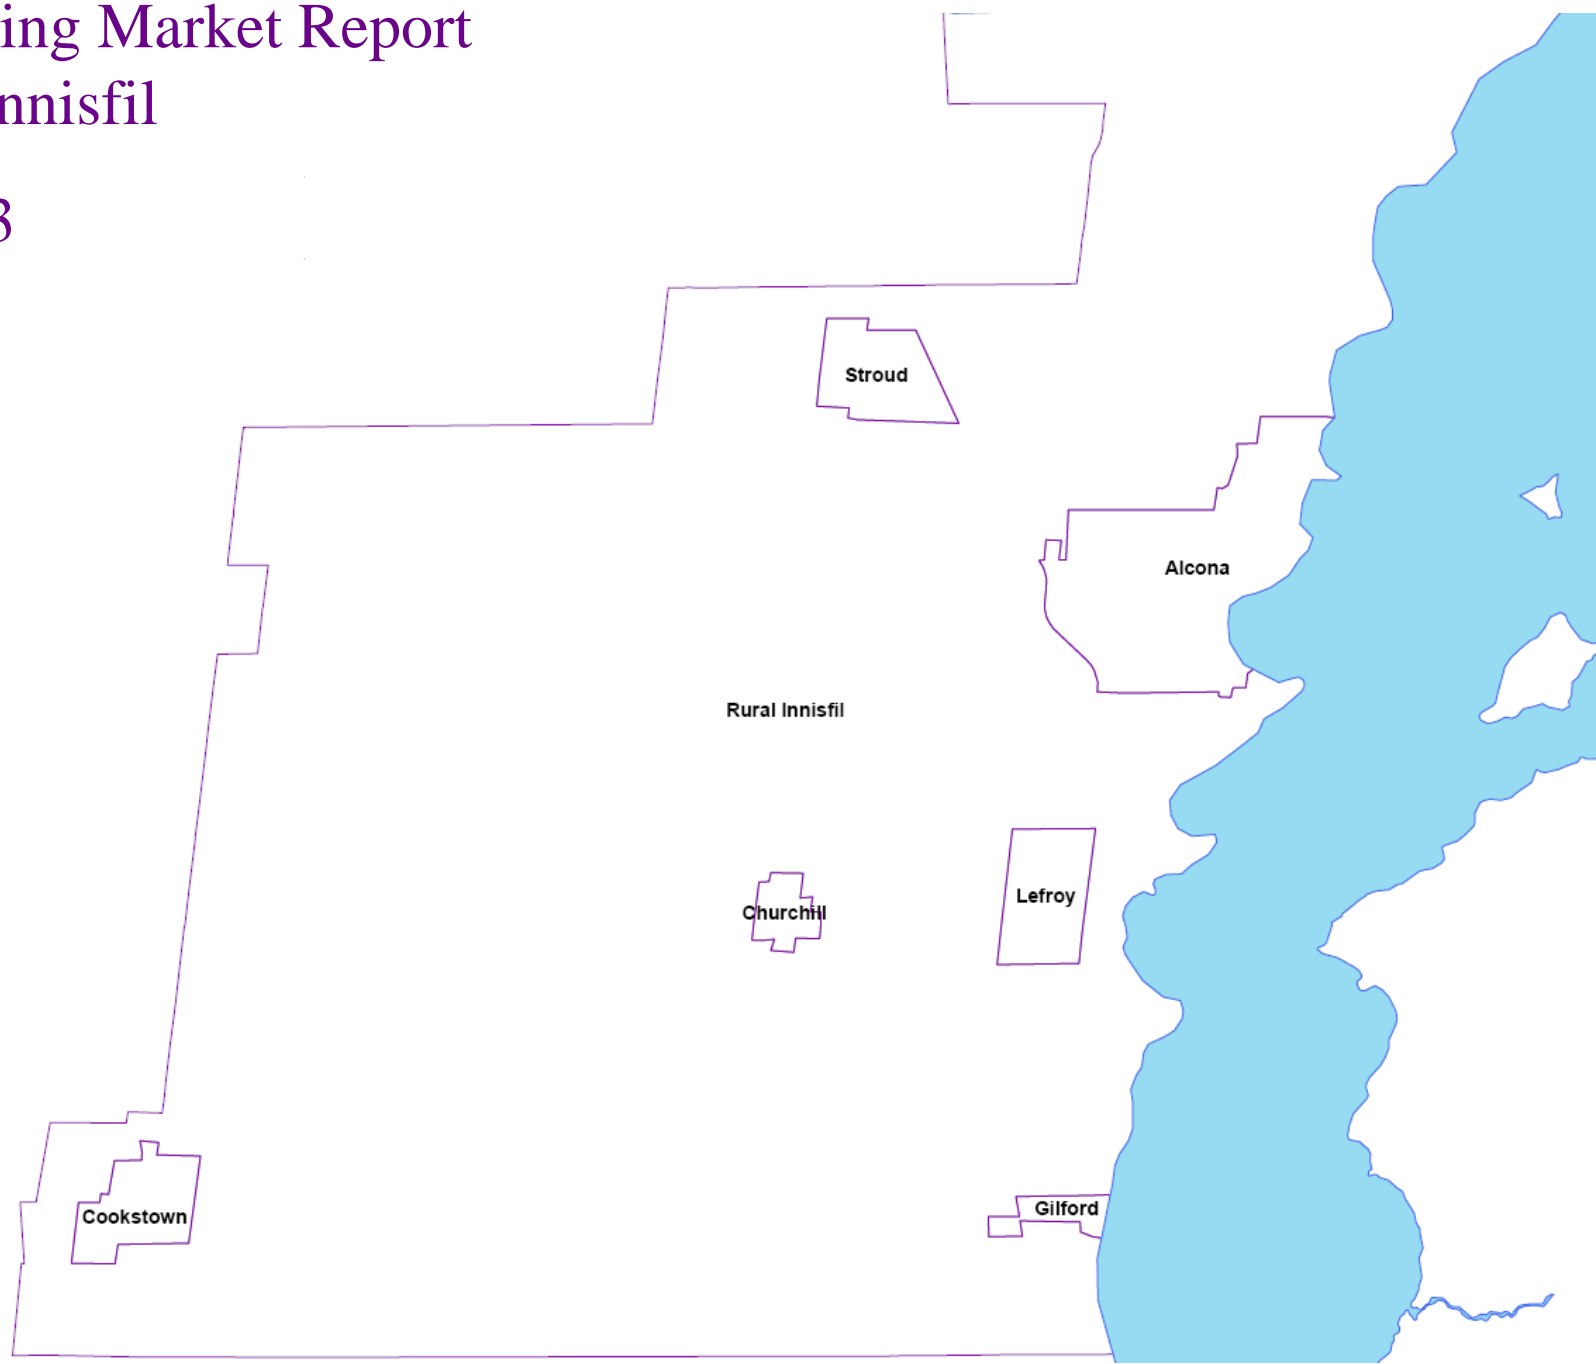 ing Market Report
nnisfil
3
Stroud
Alcona
Rural Innisfil
Lefroy
Churchill
Gilford
Cookstown